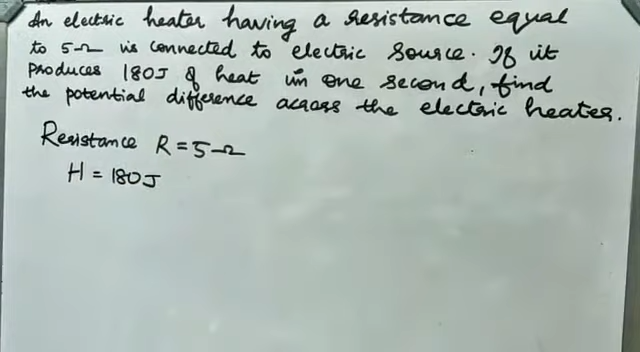 An electric heater having a resistance equal
to 5Ω is connected to electric source. If it
produces 180J of heat in one second, find
the potential difference across the electric heater.
Resistance R = 5Ω
H = 180J